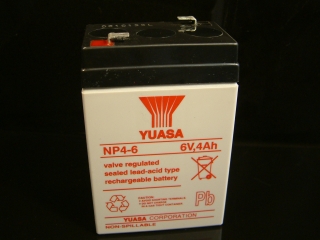 YUASA
NP4-6
6V,4Ah
valve regulated
sealed lead-acid type
rechargeable battery
Pb
YUASA CORPORATION
NON-SPILLABLE